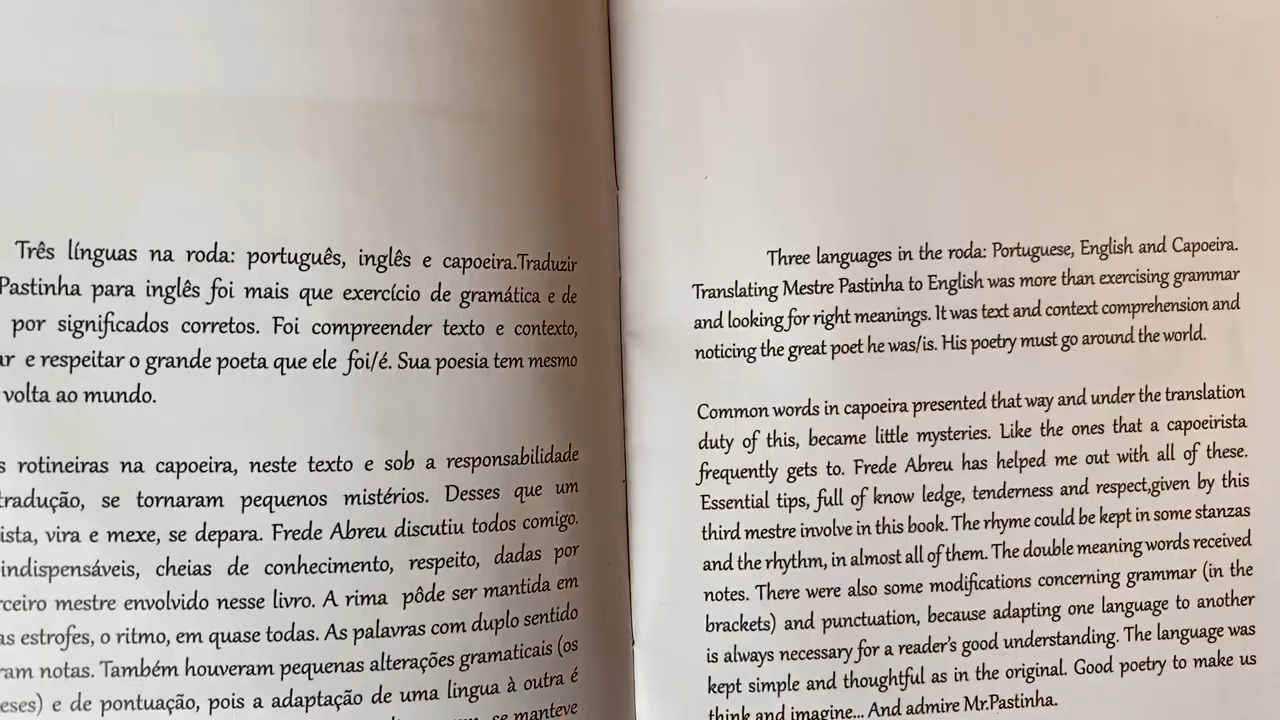 Três línguas na roda: português, inglês e capoeira.Traduzir
Pastinha para inglês foi mais que exercício de gramática e de
por significados corretos. Foi compreender texto e contexto,
e respeitar o grande poeta que ele foi/é. Sua poesia tem mesmo
volta ao mundo.
rotineiras na capoeira, neste texto e sob a responsabilidade
tradução, se tornaram pequenos mistérios. Desses que um
ista, vira e mexe, se depara. Frede Abreu discutiu todos comigo.
indispensáveis, cheias de conhecimento, respeito, dadas por
rceiro mestre envolvido nesse livro. A rima pôde ser mantida em
as estrofes, o ritmo, em quase todas. As palavras com duplo sentido
ram notas. Também houveram pequenas alterações gramaticais (os
eses) e de pontuação, pois a adaptação de uma lingua à outra é
se manteve
Three languages in the roda: Portuguese, English and Capoeira.
Translating Mestre Pastinha to English was more than exercising grammar
and looking for right meanings. It was text and context comprehension and
noticing the great poet he was/is. His poetry must go around the world.
Common words in capoeira presented that way and under the translation
duty of this, became little mysteries. Like the ones that a capoeirista
frequently gets to. Frede Abreu has helped me out with all of these.
Essential tips, full of know ledge, tenderness and respect,given by this
third mestre involve in this book. The rhyme could be kept in some stanzas
and the rhythm, in almost all of them. The double meaning words received
notes. There were also some modifications concerning grammar (in the
brackets) and punctuation, because adapting one language to another
is always necessary for a reader's good understanding. The language was
kept simple and thoughtful as in the original. Good poetry to make us
think and imagine... And admire Mr.Pastinha.